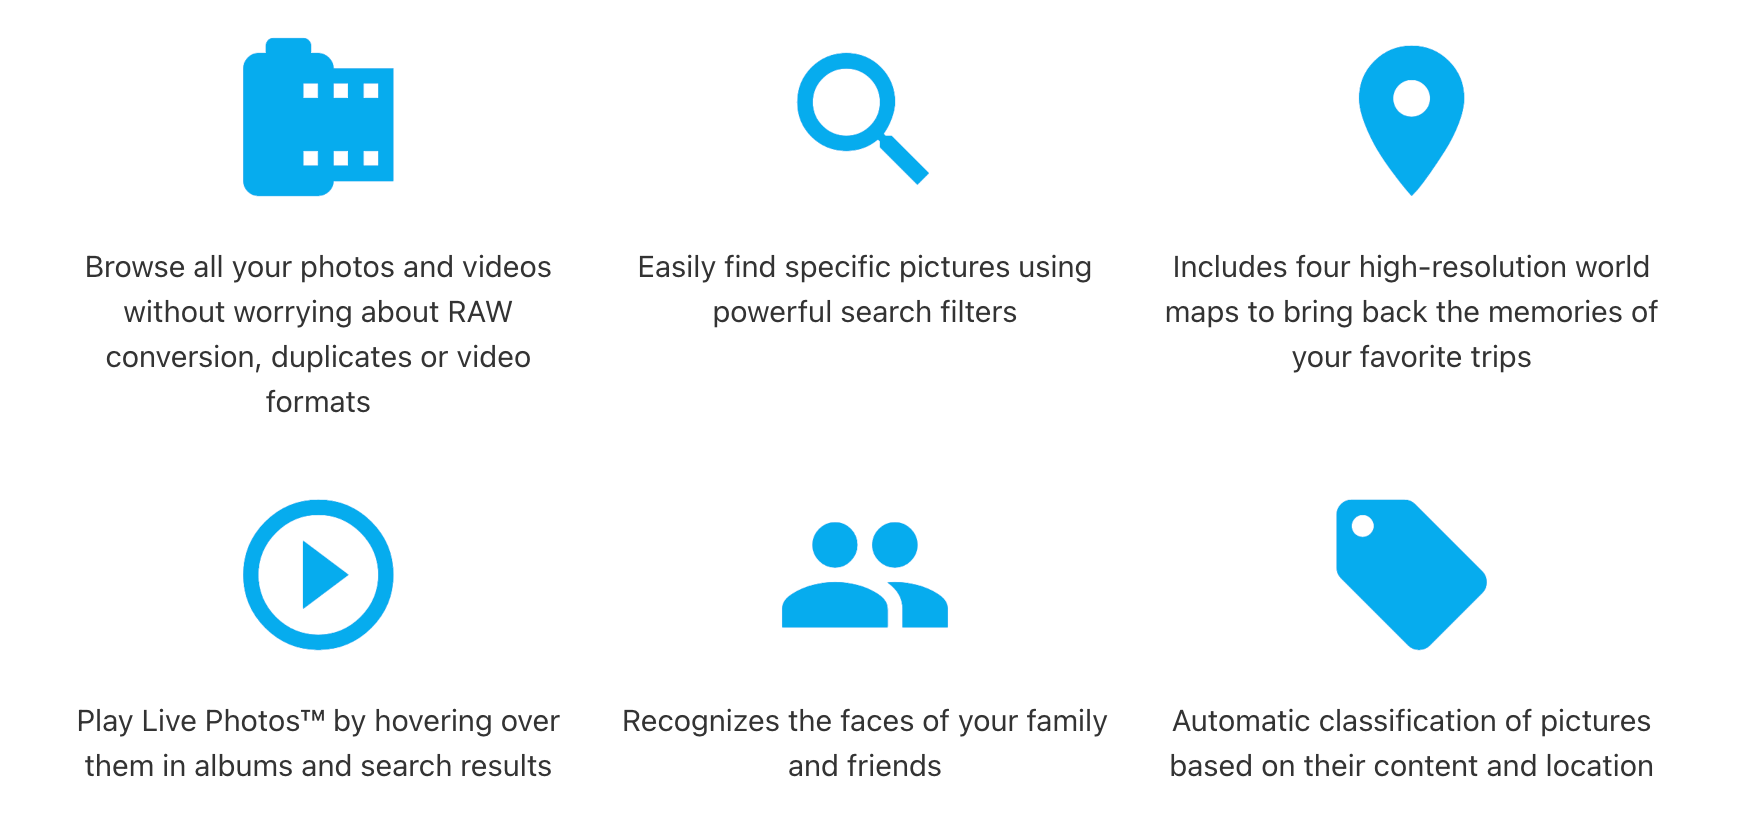 Browse all your photos and videos
without worrying about RAW
conversion, duplicates or video
formats
Easily find specific pictures using
powerful search filters
Includes four high-resolution world
maps to bring back the memories of
your favorite trips
Play Live Photos™ by hovering over
them in albums and search results
Recognizes the faces of your family
and friends
Automatic classification of pictures
based on their content and location